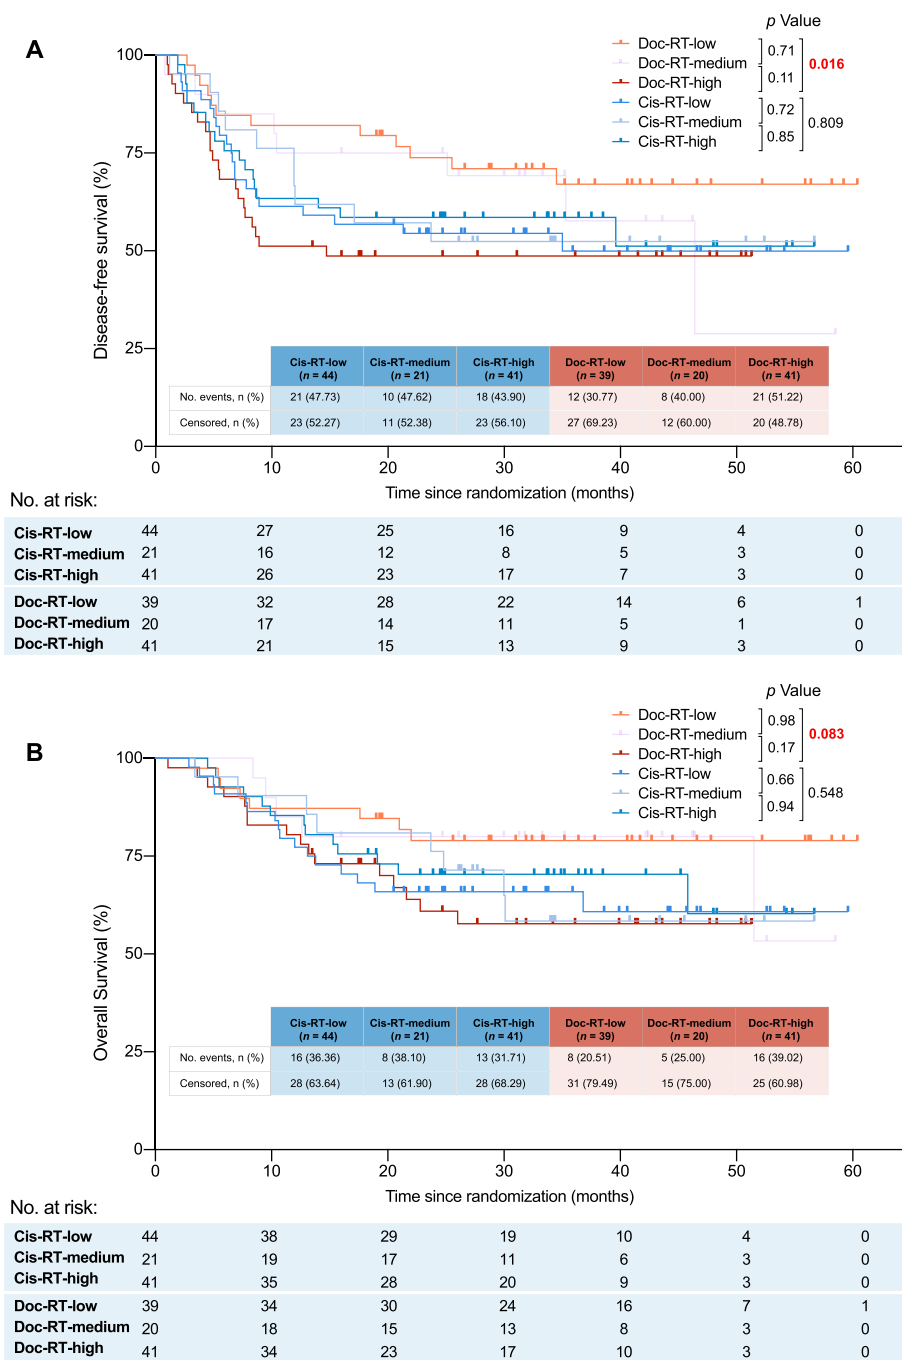 A
p Value
Doc-RT-low
Doc-RT-medium
Doc-RT-high
Cis-RT-low
Cis-RT-medium
Cis-RT-high
0.71
0.11
0.016
0.72
0.85
0.809
Disease-free survival (%)
100
75
50
25
0
Cis-RT-low (n = 44) Cis-RT-medium (n = 21) Cis-RT-high (n = 41) Doc-RT-low (n = 39) Doc-RT-medium (n = 20) Doc-RT-high (n = 41)
No. events, n (%) 21 (47.73) 10 (47.62) 18 (43.90) 12 (30.77) 8 (40.00) 21 (51.22)
Censored, n (%) 23 (52.27) 11 (52.38) 23 (56.10) 27 (69.23) 12 (60.00) 20 (48.78)
0 10 20 30 40 50 60
Time since randomization (months)
No. at risk:
Cis-RT-low 44 27 25 16 9 4 0
Cis-RT-medium 21 16 12 8 5 3 0
Cis-RT-high 41 26 23 17 7 3 0
Doc-RT-low 39 32 28 22 14 6 1
Doc-RT-medium 20 17 14 11 5 1 0
Doc-RT-high 41 21 15 13 9 3 0
B
p Value
Doc-RT-low
Doc-RT-medium
Doc-RT-high
Cis-RT-low
Cis-RT-medium
Cis-RT-high
0.98
0.17
0.083
0.66
0.94
0.548
Overall Survival (%)
100
75
50
25
0
Cis-RT-low (n = 44) Cis-RT-medium (n = 21) Cis-RT-high (n = 41) Doc-RT-low (n = 39) Doc-RT-medium (n = 20) Doc-RT-high (n = 41)
No. events, n (%) 16 (36.36) 8 (38.10) 13 (31.71) 8 (20.51) 5 (25.00) 16 (39.02)
Censored, n (%) 28 (63.64) 13 (61.90) 28 (68.29) 31 (79.49) 15 (75.00) 25 (60.98)
0 10 20 30 40 50 60
Time since randomization (months)
No. at risk:
Cis-RT-low 44 38 29 19 10 4 0
Cis-RT-medium 21 19 17 11 6 3 0
Cis-RT-high 41 35 28 20 9 3 0
Doc-RT-low 39 34 30 24 16 7 1
Doc-RT-medium 20 18 15 13 8 3 0
Doc-RT-high 41 34 23 17 10 3 0